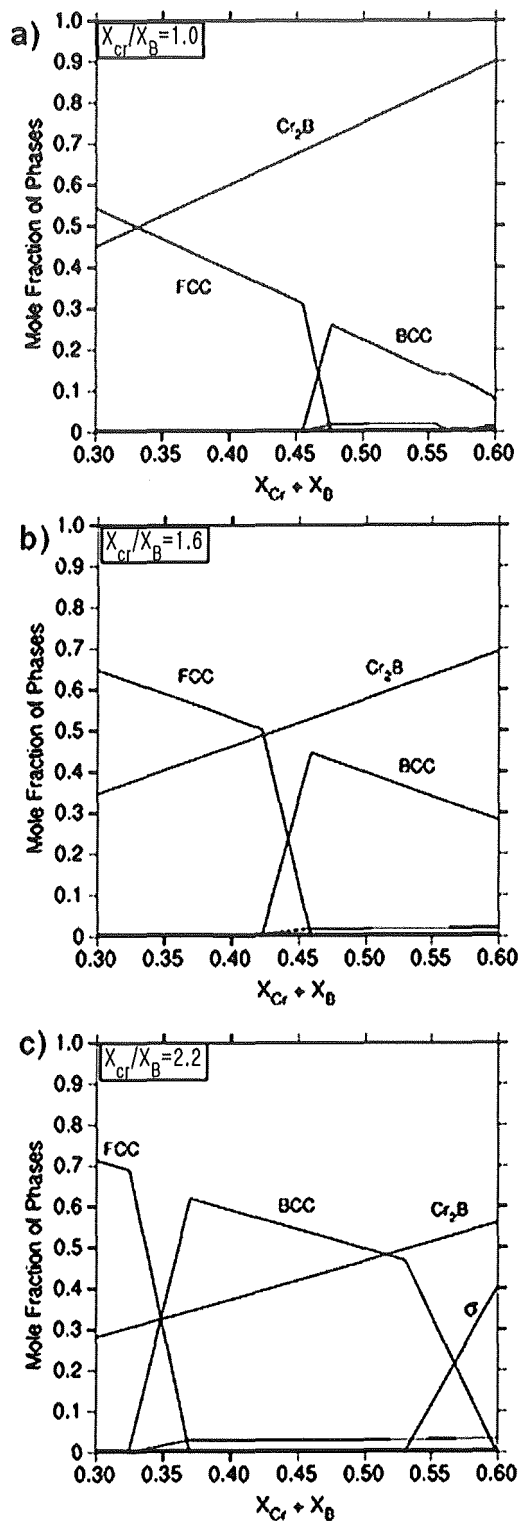 a)
X_cr/X_B=1.0
1.0
0.9
0.8
0.7
0.6
0.5
0.4
0.3
0.2
0.1
0
Mole Fraction of Phases
Cr₂B
FCC
BCC
0.30 0.35 0.40 0.45 0.50 0.55 0.60
X_Cr + X_B
b)
X_cr/X_B=1.6
1.0
0.9
0.8
0.7
0.6
0.5
0.4
0.3
0.2
0.1
0
Mole Fraction of Phases
FCC
Cr₂B
BCC
0.30 0.35 0.40 0.45 0.50 0.55 0.60
X_Cr + X_B
c)
X_cr/X_B=2.2
1.0
0.9
0.8
0.7
0.6
0.5
0.4
0.3
0.2
0.1
0
Mole Fraction of Phases
FCC
BCC
Cr₂B
σ
0.30 0.35 0.40 0.45 0.50 0.55 0.60
X_Cr + X_B